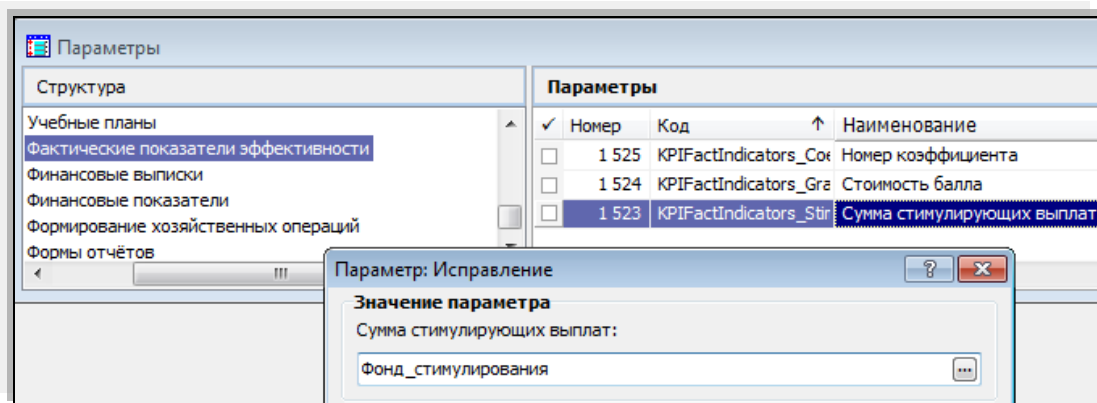 Параметры
Структура
Учебные планы
Фактические показатели эффективности
Финансовые выписки
Финансовые показатели
Формирование хозяйственных операций
Формы отчётов
Параметры
✓ Номер Код ↑ Наименование
1 525 KPIFactIndicators_Coe Номер коэффициента
1 524 KPIFactIndicators_Gra Стоимость балла
1 523 KPIFactIndicators_Stir Сумма стимулирующих выплат
Параметр: Исправление
Значение параметра
Сумма стимулирующих выплат:
Фонд_стимулирования
...